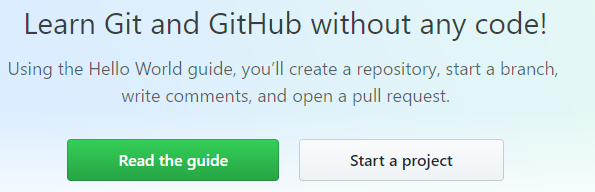 Learn Git and GitHub without any code!
Using the Hello World guide, you’ll create a repository, start a branch,
write comments, and open a pull request.
Read the guide
Start a project